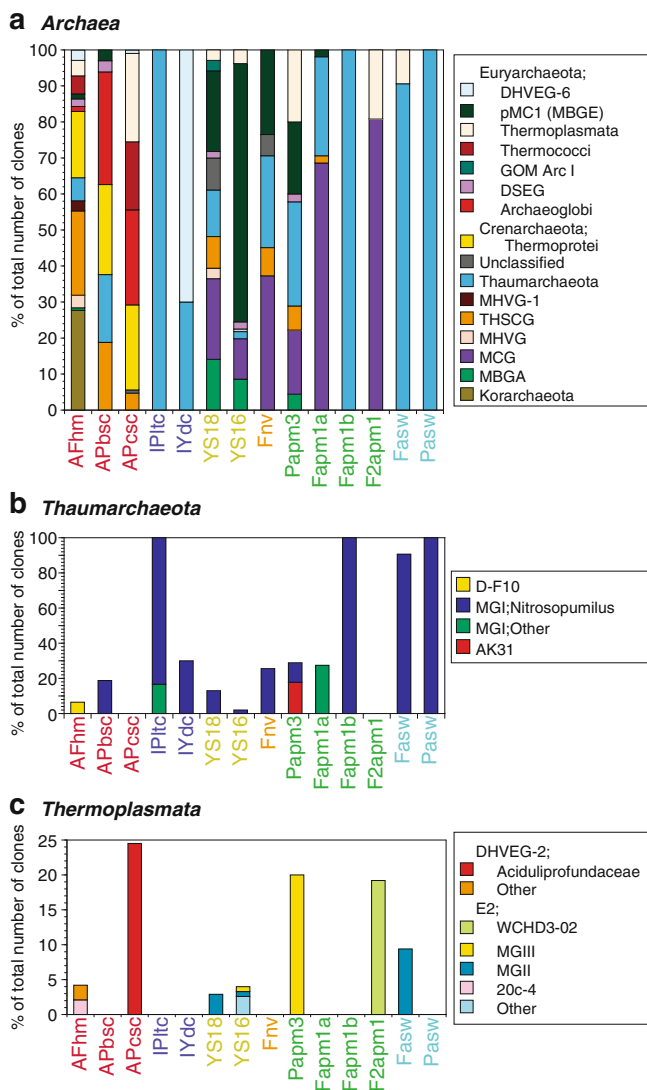 a Archaea
% of total number of clones
100
90
80
70
60
50
40
30
20
10
0
AFhm APbsc APcsc IPltc IYdc YS18 YS16 Fnv Papm3 Fapm1a Fapm1b F2apm1 Fasw Pasw
Euryarchaeota;
DHVEG-6
pMC1 (MBGE)
Thermoplasmata
Thermococci
GOM Arc I
DSEG
Archaeoglobi
Crenarchaeota;
Thermoprotei
Unclassified
Thaumarchaeota
MHVG-1
THSCG
MHVG
MCG
MBGA
Korarchaeota
b Thaumarchaeota
% of total number of clones
100
80
60
40
20
0
AFhm APbsc APcsc IPltc IYdc YS18 YS16 Fnv Papm3 Fapm1a Fapm1b F2apm1 Fasw Pasw
D-F10
MGI;Nitrosopumilus
MGI;Other
AK31
c Thermoplasmata
% of total number of clones
25
20
15
10
5
0
AFhm APbsc APcsc IPltc IYdc YS18 YS16 Fnv Papm3 Fapm1a Fapm1b F2apm1 Fasw Pasw
DHVEG-2;
Aciduliprofundaceae
Other
E2;
WCHD3-02
MGIII
MGII
20c-4
Other